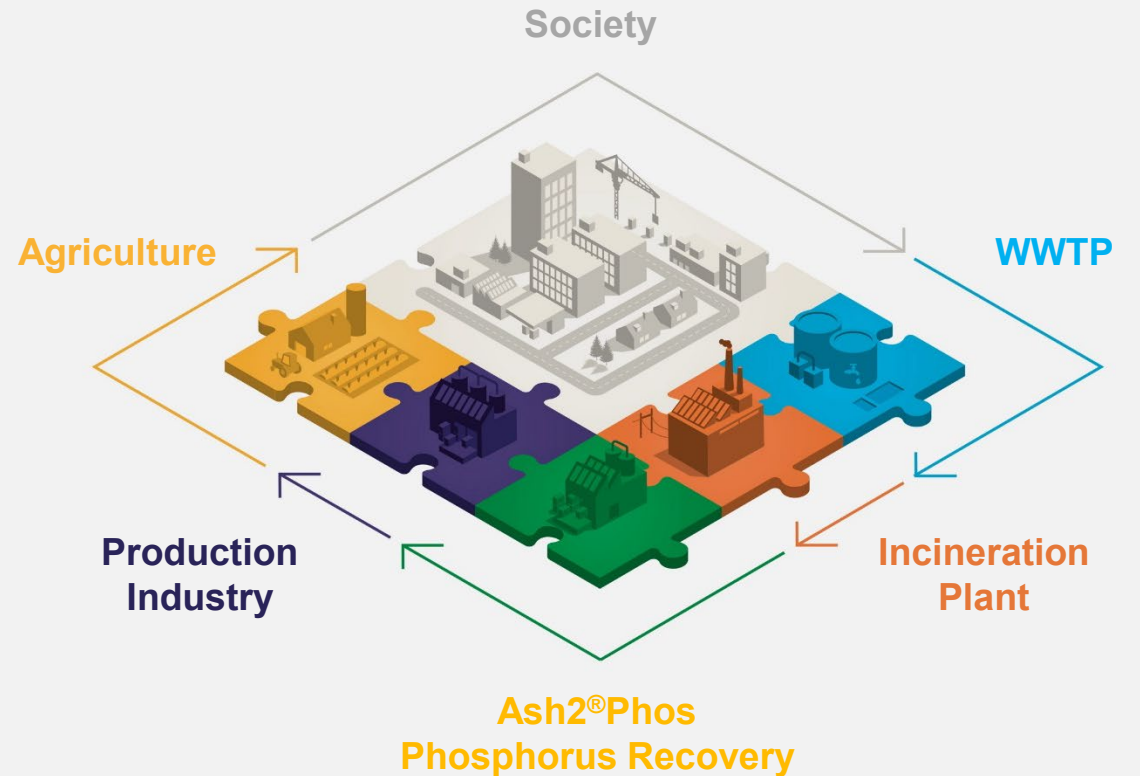 Society
Agriculture
WWTP
Production
Industry
Incineration
Plant
Ash2®Phos
Phosphorus Recovery